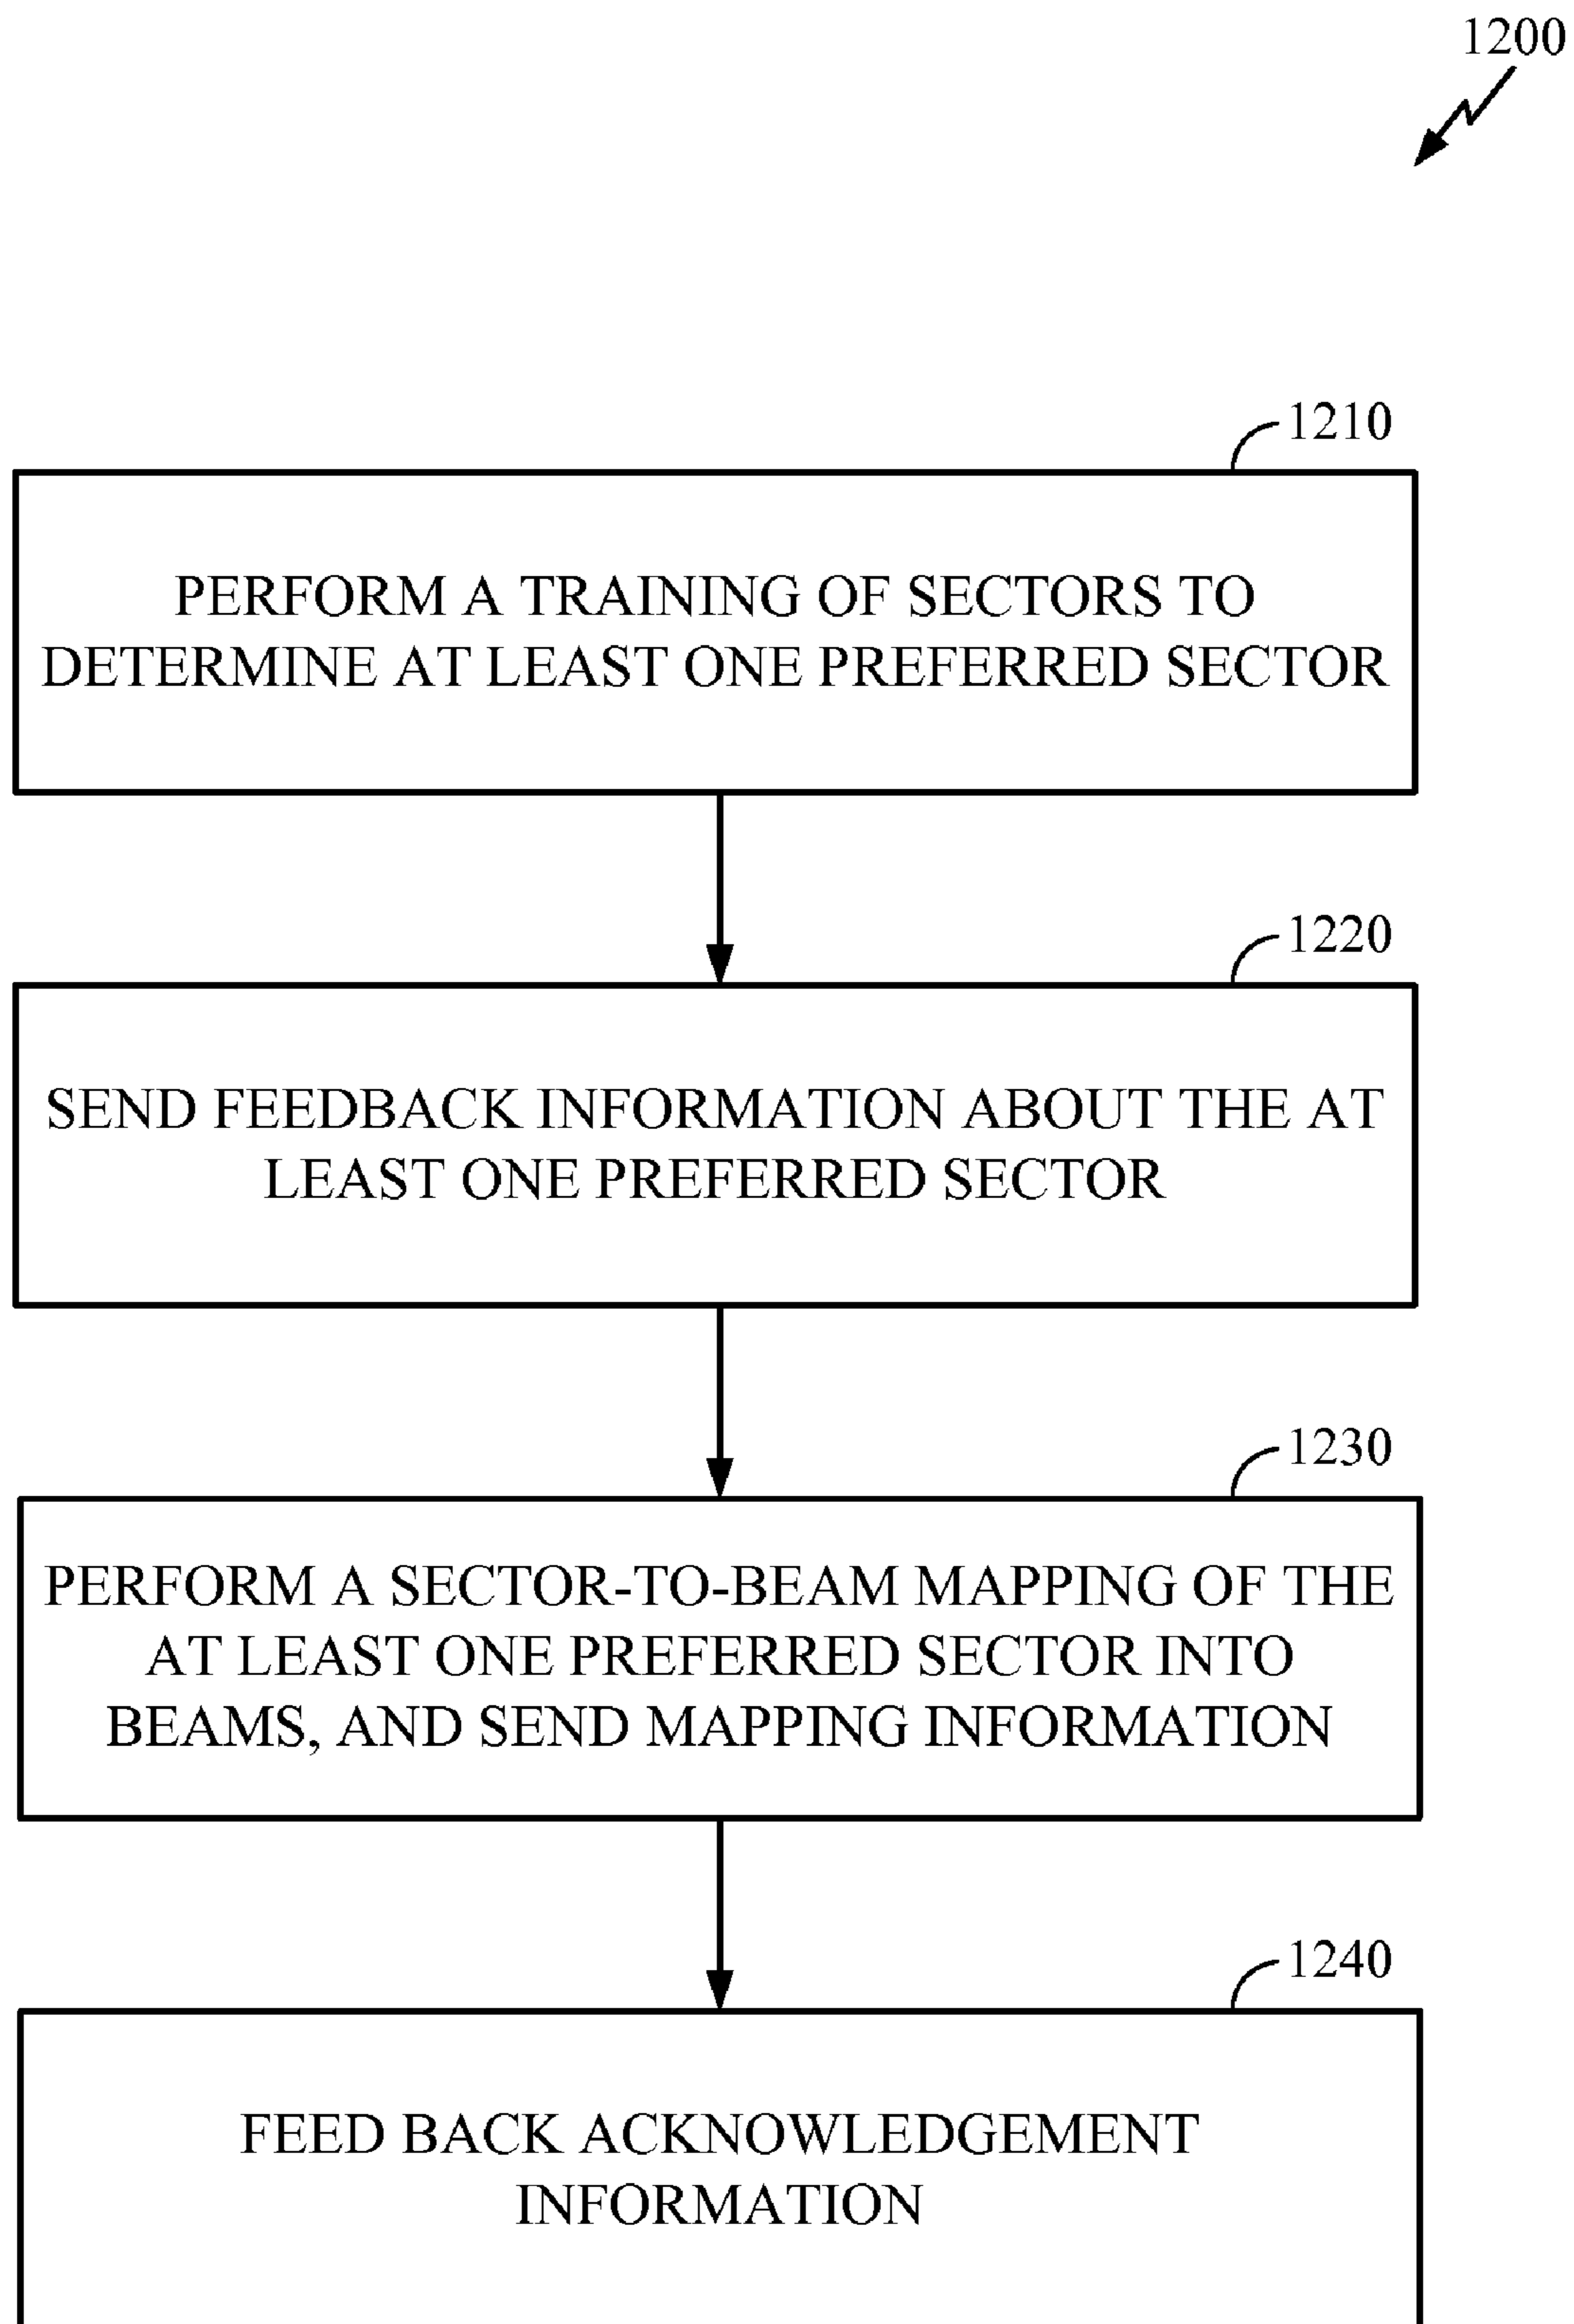 1200
1210
PERFORM A TRAINING OF SECTORS TO
DETERMINE AT LEAST ONE PREFERRED SECTOR
1220
SEND FEEDBACK INFORMATION ABOUT THE AT
LEAST ONE PREFERRED SECTOR
1230
PERFORM A SECTOR-TO-BEAM MAPPING OF THE
AT LEAST ONE PREFERRED SECTOR INTO
BEAMS, AND SEND MAPPING INFORMATION
1240
FEED BACK ACKNOWLEDGEMENT
INFORMATION